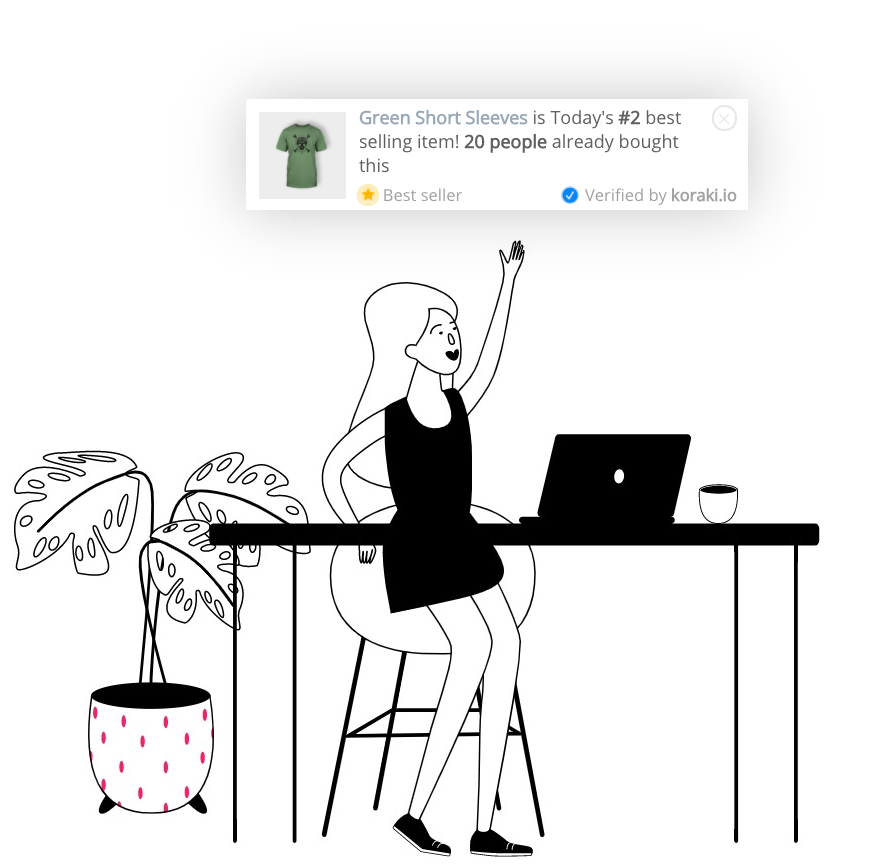 Green Short Sleeves is Today's #2 best
selling item! 20 people already bought
this
Best seller
Verified by koraki.io